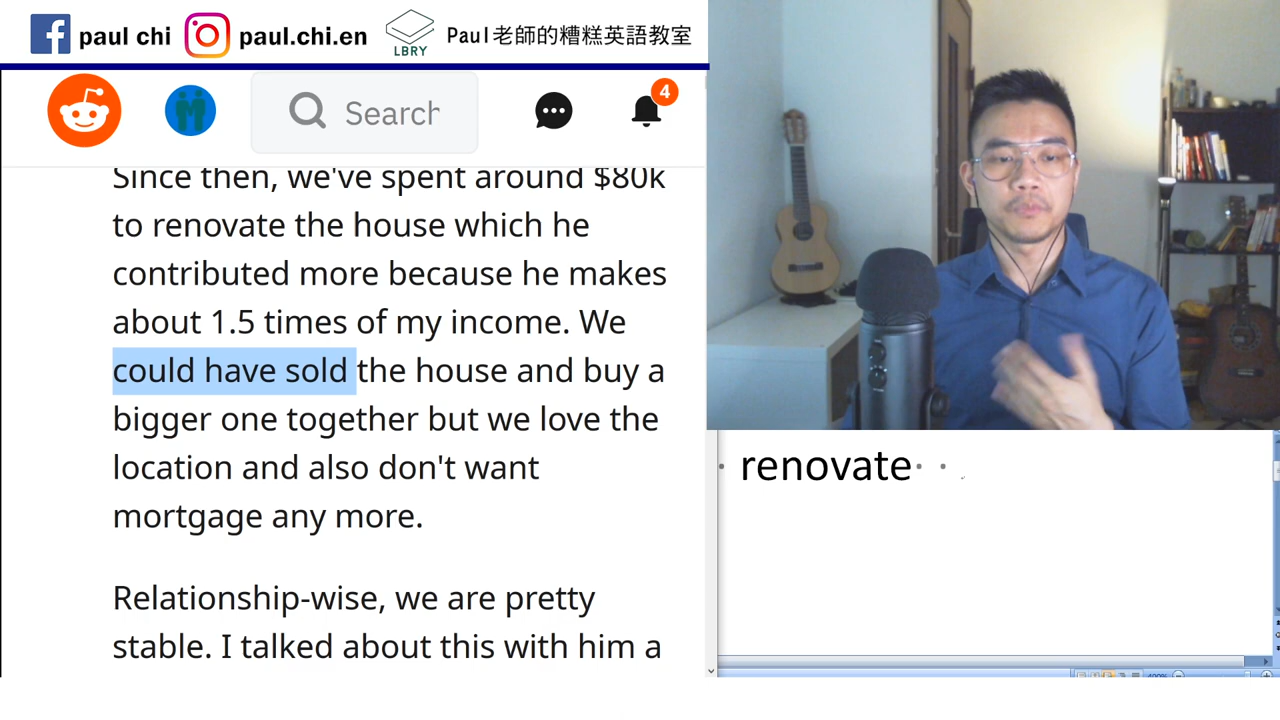 paul chi
paul.chi.en
LBRY
Paul老師的糟糕英語教室
Search
4
Since then, we've spent around $80k
to renovate the house which he
contributed more because he makes
about 1.5 times of my income. We
could have sold the house and buy a
bigger one together but we love the
location and also don't want
mortgage any more.
Relationship-wise, we are pretty
stable. I talked about this with him a
renovate